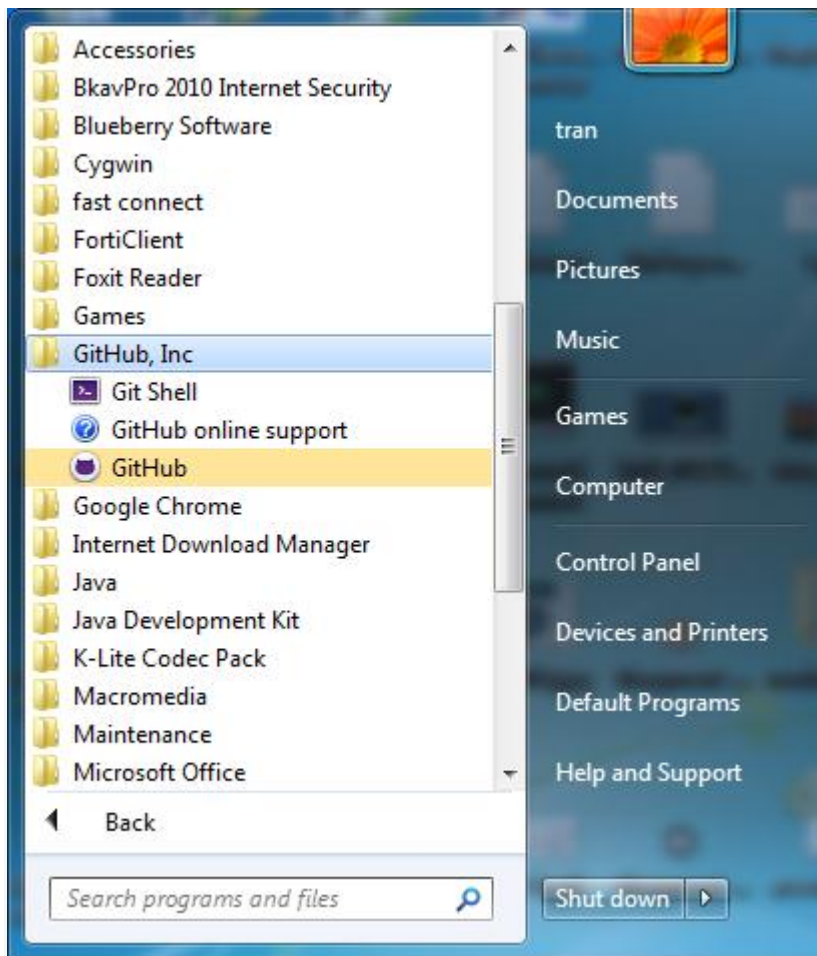 Accessories
BkavPro 2010 Internet Security
Blueberry Software
Cygwin
fast connect
FortiClient
Foxit Reader
Games
GitHub, Inc
Git Shell
GitHub online support
GitHub
Google Chrome
Internet Download Manager
Java
Java Development Kit
K-Lite Codec Pack
Macromedia
Maintenance
Microsoft Office
Back
Search programs and files
tran
Documents
Pictures
Music
Games
Computer
Control Panel
Devices and Printers
Default Programs
Help and Support
Shut down